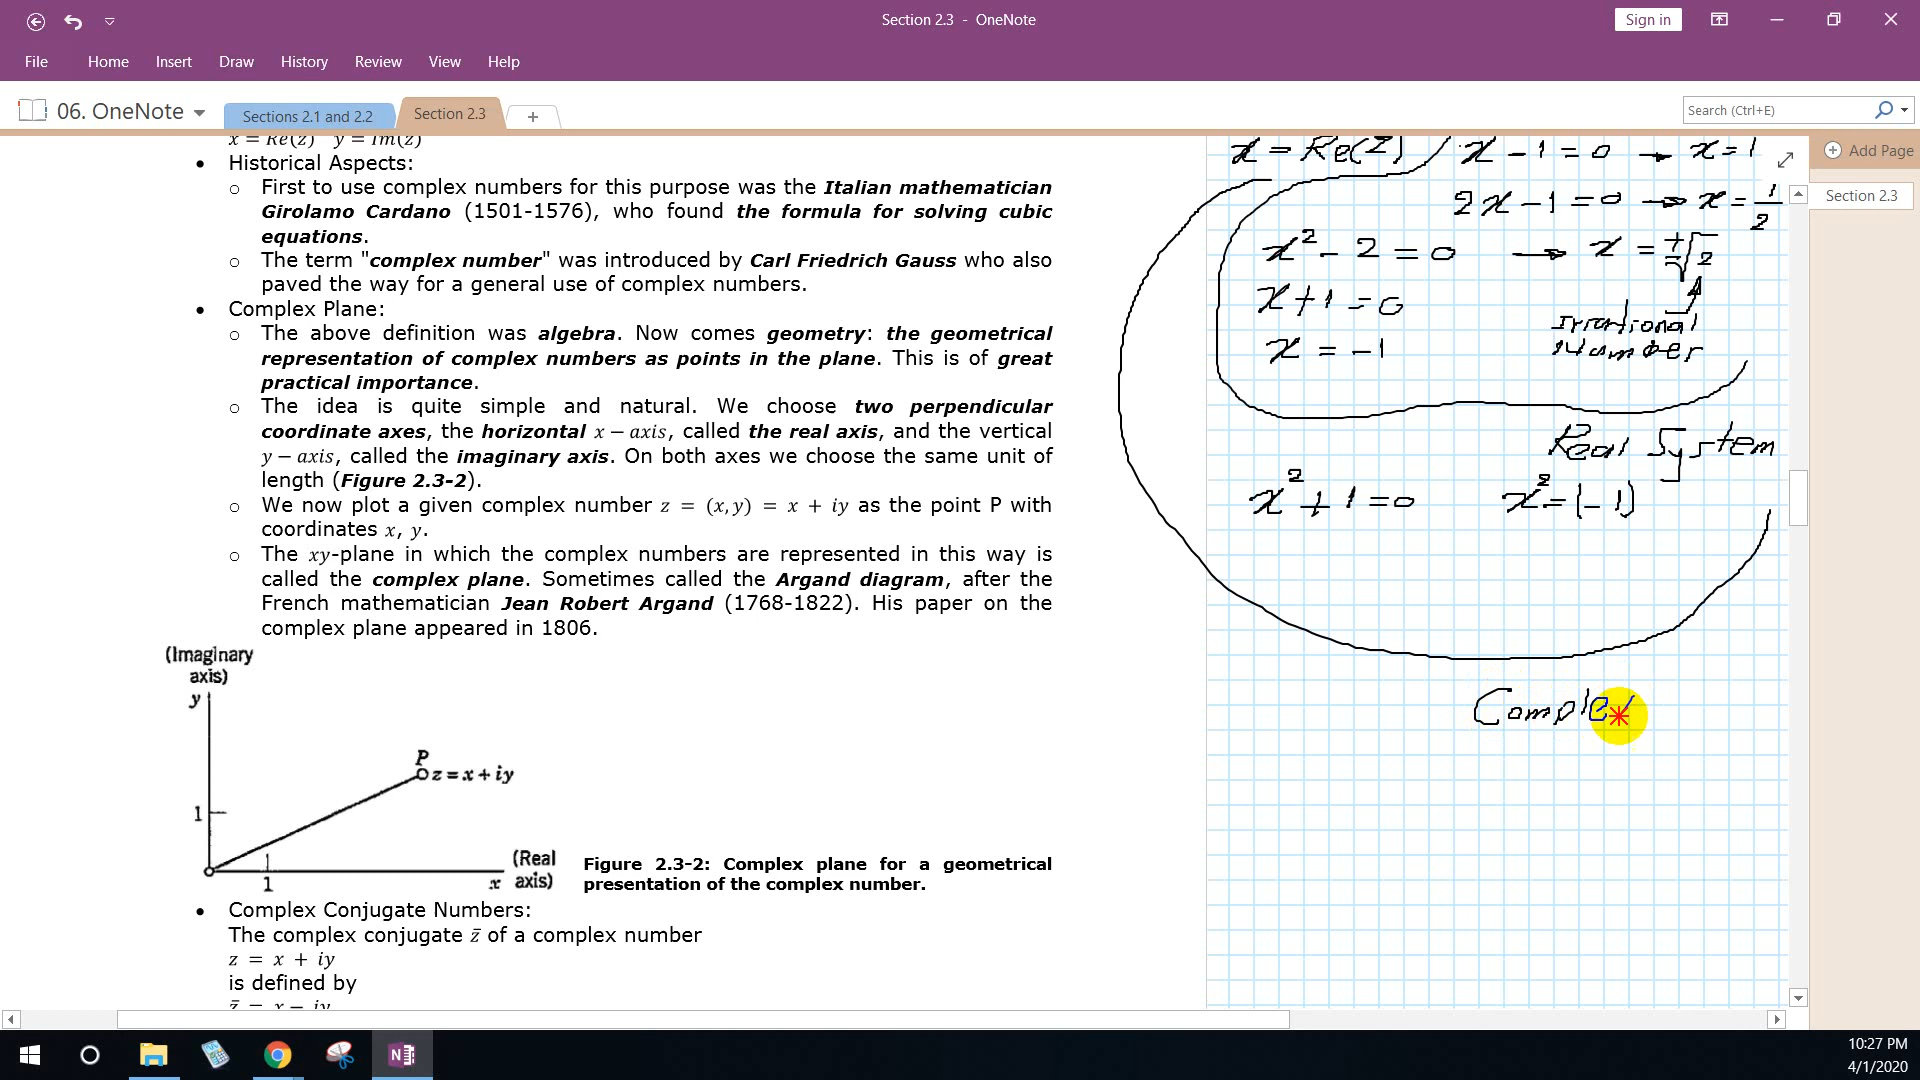 Section 2.3 - OneNote
Sign in
File Home Insert Draw History Review View Help
06. OneNote
Sections 2.1 and 2.2
Section 2.3
+
Search (Ctrl+E)
Add Page
Section 2.3
x = Re(z) y = Im(z)
• Historical Aspects:
o First to use complex numbers for this purpose was the Italian mathematician
Girolamo Cardano (1501-1576), who found the formula for solving cubic
equations.
o The term "complex number" was introduced by Carl Friedrich Gauss who also
paved the way for a general use of complex numbers.
• Complex Plane:
o The above definition was algebra. Now comes geometry: the geometrical
representation of complex numbers as points in the plane. This is of great
practical importance.
o The idea is quite simple and natural. We choose two perpendicular
coordinate axes, the horizontal x − axis, called the real axis, and the vertical
y − axis, called the imaginary axis. On both axes we choose the same unit of
length (Figure 2.3-2).
o We now plot a given complex number z = (x, y) = x + iy as the point P with
coordinates x, y.
o The xy-plane in which the complex numbers are represented in this way is
called the complex plane. Sometimes called the Argand diagram, after the
French mathematician Jean Robert Argand (1768-1822). His paper on the
complex plane appeared in 1806.
(Imaginary
axis)
y
P
z = x + iy
1
(Real
axis)
1
x
Figure 2.3-2: Complex plane for a geometrical
presentation of the complex number.
• Complex Conjugate Numbers:
The complex conjugate z̄ of a complex number
z = x + iy
is defined by
z̄ = x − iy
x = Re(z) x − 1 = 0 → x = 1
2x − 1 = 0 → x = 1/2
x² − 2 = 0 → x = ±√2
x + 1 = 0
x = −1
Irrational
Number
Real System
x² + 1 = 0 x² = (−1)
Complex
10:27 PM
4/1/2020